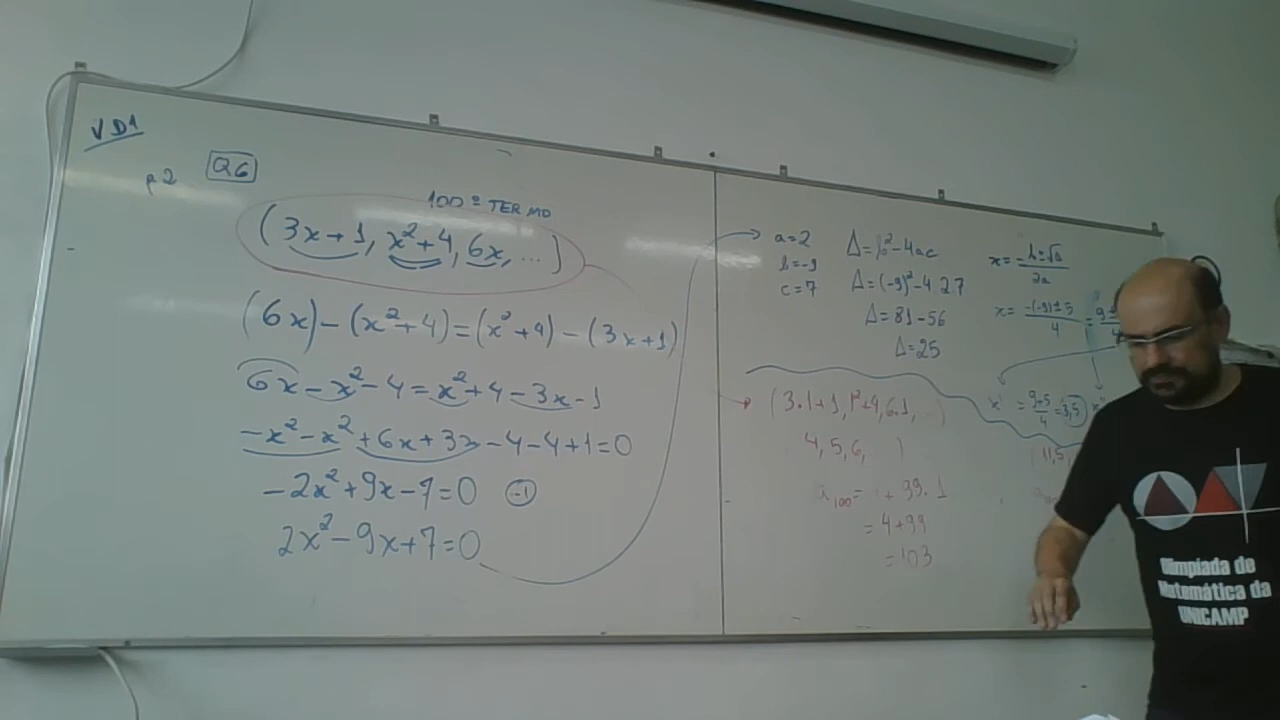 VD1
p2 Q6
100º TERMO
(3x+1, x²+4, 6x, ...)
(6x)-(x²+4)=(x²+4)-(3x+1)
6x-x²-4=x²+4-3x-1
-x²-x²+6x+3x-4-4+1=0
-2x²+9x-7=0 (-1)
2x²-9x+7=0
a=2
b=-9
c=7
Δ=b²-4ac
Δ=(-9)²-4.2.7
Δ=81-56
Δ=25
x=-b±√Δ/2a
x=-(-9)±5/4=9±
x'=9+5/4=3,5 x"
(3.1+1, 1²+4, 6.1,
4, 5, 6, )
=4+99
=103
(11,5,
Olimpíada de
Matemática da
UNICAMP